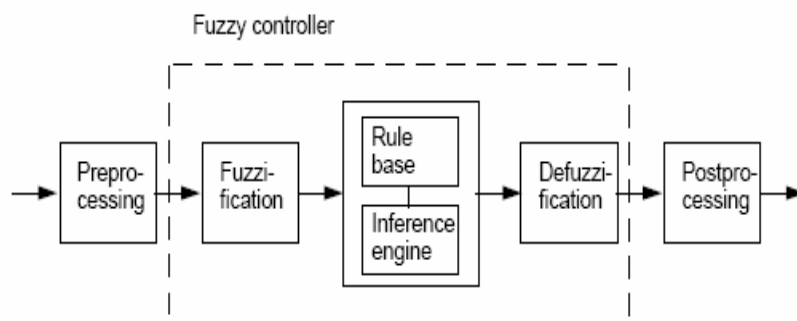 Fuzzy controller
Prepro-
cessing
Fuzzi-
fication
Rule
base
Inference
engine
Defuzzi-
fication
Postpro-
cessing